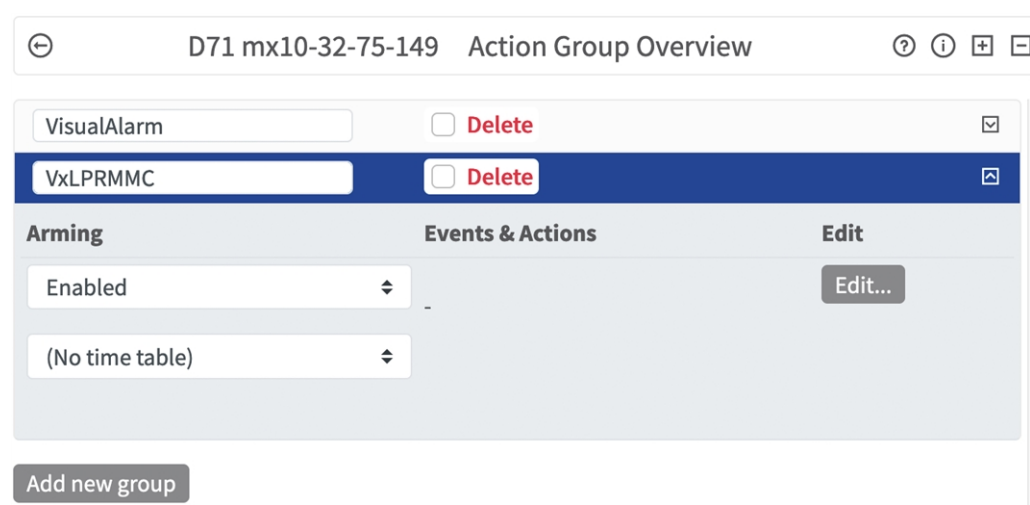 D71 mx10-32-75-149 Action Group Overview
VisualAlarm Delete
VxLPRMMC Delete
Arming Events & Actions Edit
Enabled - Edit...
(No time table)
Add new group